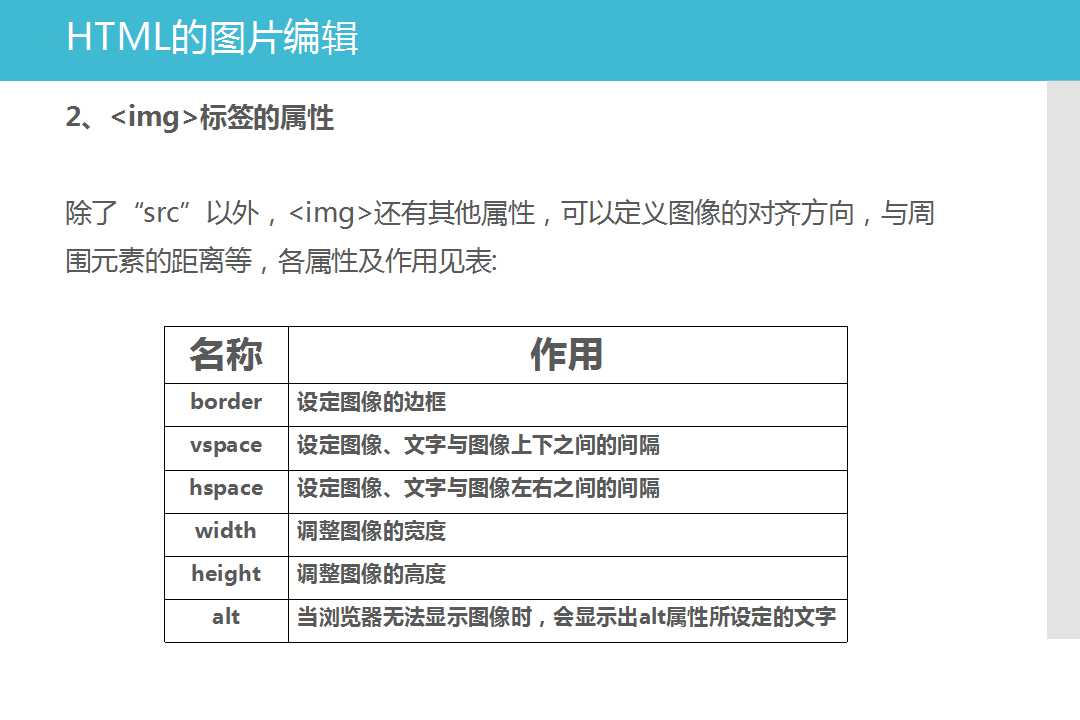 HTML的图片编辑
2、<img>标签的属性
除了“src”以外，<img>还有其他属性，可以定义图像的对齐方向，与周
围元素的距离等，各属性及作用见表:
名称 作用
border 设定图像的边框
vspace 设定图像、文字与图像上下之间的间隔
hspace 设定图像、文字与图像左右之间的间隔
width 调整图像的宽度
height 调整图像的高度
alt 当浏览器无法显示图像时，会显示出alt属性所设定的文字